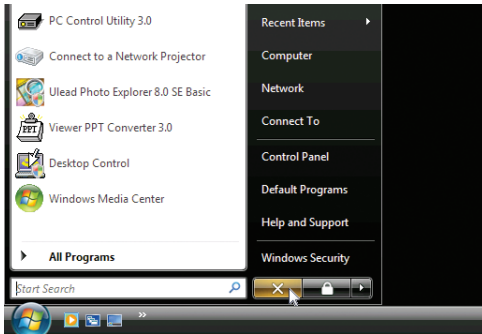 PC Control Utility 3.0
Connect to a Network Projector
Ulead Photo Explorer 8.0 SE Basic
PPT
Viewer PPT Converter 3.0
Desktop Control
Windows Media Center
All Programs
Start Search
Recent Items
Computer
Network
Connect To
Control Panel
Default Programs
Help and Support
Windows Security